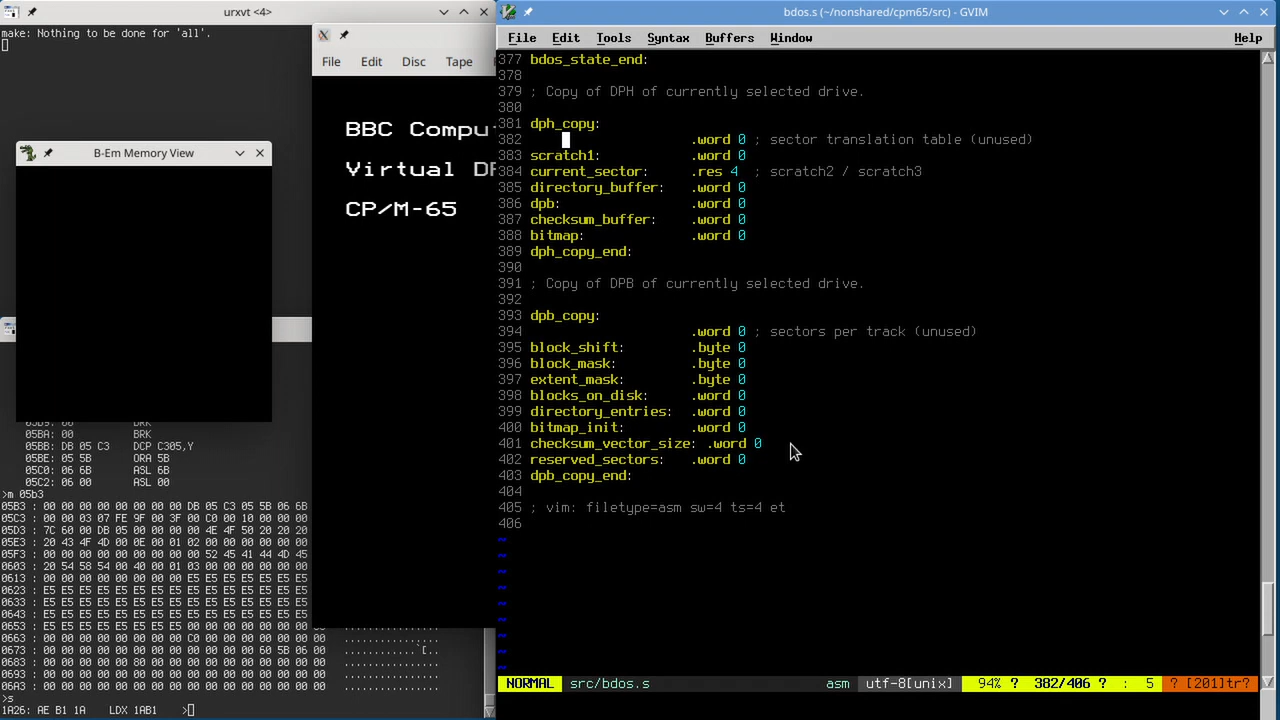 urxvt <4>
make: Nothing to be done for 'all'.
B-Em Memory View
05BA: 00 BRK
05BB: DB 05 C3 DCP C305,Y
05BE: 05 5B ORA 5B
05C0: 06 6B ASL 6B
05C2: 06 00 ASL 00
>m 05b3
05B3 : 00 00 00 00 00 00 00 00 DB 05 C3 05 5B 06 6B
05C3 : 00 00 03 07 FE 9F 00 3F 00 C0 00 10 00 00 00
05D3 : 7C 60 00 DB 05 00 00 00 00 4E 4F 50 20 20 20
05E3 : 20 43 4F 4D 00 0E 00 01 02 00 00 00 00 00 00
05F3 : 00 00 00 00 00 00 00 00 00 52 45 41 44 4D 45
0603 : 20 54 58 54 00 40 00 01 03 00 00 00 00 00 00
0613 : 00 00 00 00 00 00 00 00 00 E5 E5 E5 E5 E5 E5
0623 : E5 E5 E5 E5 E5 E5 E5 E5 E5 E5 E5 E5 E5 E5 E5
0633 : E5 E5 E5 E5 E5 E5 E5 E5 E5 E5 E5 E5 E5 E5 E5
0643 : E5 E5 E5 E5 E5 E5 E5 E5 E5 E5 E5 E5 E5 E5 E5
0653 : E5 E5 E5 E5 E5 E5 E5 E5 00 00 00 00 00 00 00
0663 : 00 00 00 00 00 00 00 00 C0 00 00 00 00 00 00 00
0673 : 00 00 00 00 00 00 00 00 00 00 00 00 00 60 5B 06 00 .............`[.
0683 : 00 00 00 80 00 00 00 00 00 00 00 00 00 00 00 00 ................
0693 : 00 00 00 00 00 00 00 00 00 00 00 00 00 00 00 00 ................
06A3 : 00 00 00 80 00 00 00 00 00 00 00 00 00 00 00 00 ................
>s
1A26: AE B1 1A LDX 1AB1 >
File Edit Disc Tape
BBC Compu
Virtual DF
CP/M-65
bdos.s (~/nonshared/cpm65/src) - GVIM
File Edit Tools Syntax Buffers Window Help
377 bdos_state_end:
378
379 ; Copy of DPH of currently selected drive.
380
381 dph_copy:
382 .word 0 ; sector translation table (unused)
383 scratch1: .word 0
384 current_sector: .res 4 ; scratch2 / scratch3
385 directory_buffer: .word 0
386 dpb: .word 0
387 checksum_buffer: .word 0
388 bitmap: .word 0
389 dph_copy_end:
390
391 ; Copy of DPB of currently selected drive.
392
393 dpb_copy:
394 .word 0 ; sectors per track (unused)
395 block_shift: .byte 0
396 block_mask: .byte 0
397 extent_mask: .byte 0
398 blocks_on_disk: .word 0
399 directory_entries: .word 0
400 bitmap_init: .word 0
401 checksum_vector_size: .word 0
402 reserved_sectors: .word 0
403 dpb_copy_end:
404
405 ; vim: filetype=asm sw=4 ts=4 et
406
~
~
~
~
~
~
~
~
~
NORMAL src/bdos.s asm utf-8[unix] 94% ? 382/406 ? : 5 ? [201]tr?